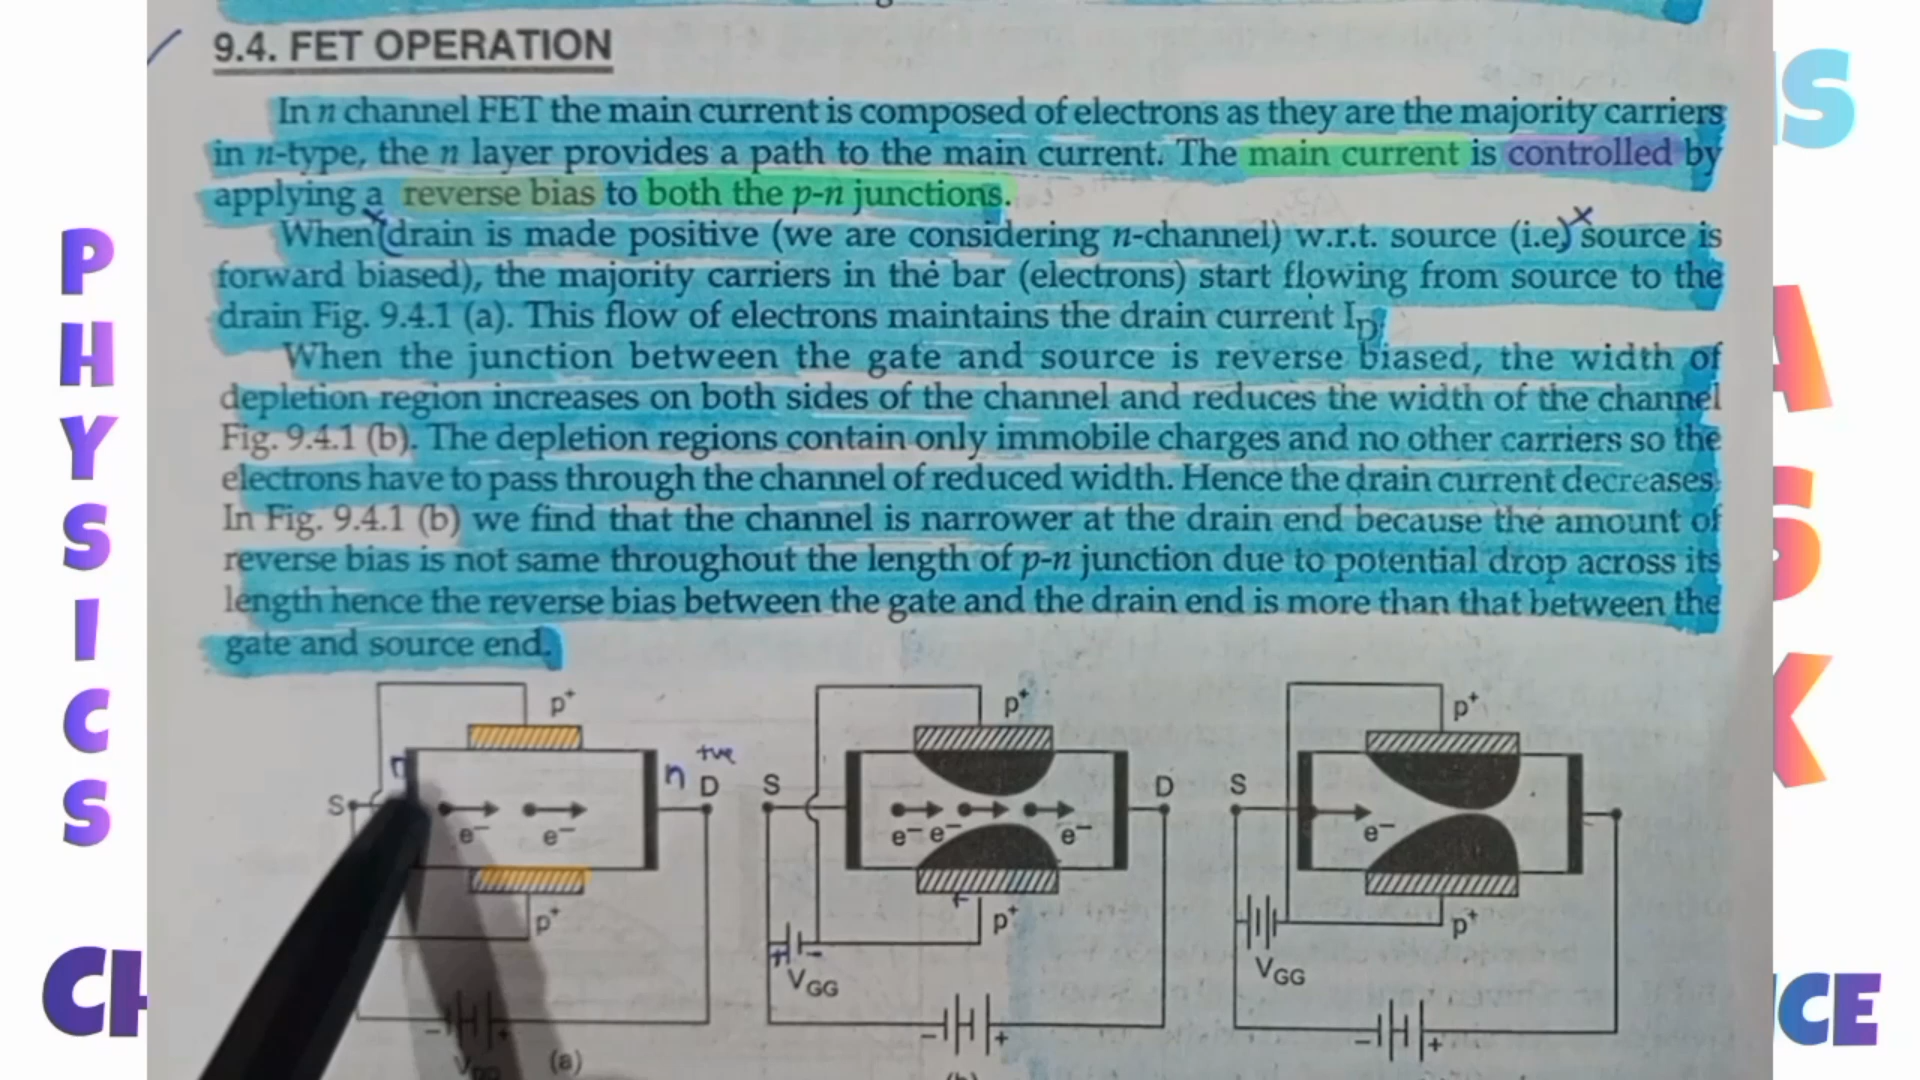 9.4. FET OPERATION
In n channel FET the main current is composed of electrons as they are the majority carriers
in n-type, the n layer provides a path to the main current. The main current is controlled by
applying a reverse bias to both the p-n junctions.
When (drain is made positive (we are considering n-channel) w.r.t. source (i.e) source is
forward biased), the majority carriers in the bar (electrons) start flowing from source to the
drain Fig. 9.4.1 (a). This flow of electrons maintains the drain current ID
When the junction between the gate and source is reverse biased, the width of
depletion region increases on both sides of the channel and reduces the width of the channel
Fig. 9.4.1 (b). The depletion regions contain only immobile charges and no other carriers so the
electrons have to pass through the channel of reduced width. Hence the drain current decreases.
In Fig. 9.4.1 (b) we find that the channel is narrower at the drain end because the amount of
reverse bias is not same throughout the length of p-n junction due to potential drop across its
length hence the reverse bias between the gate and the drain end is more than that between the
gate and source end.
p+ p+ p+
n n +ve
S D S D S
e− e− e− e− e− e−
p+ p+ p+
+ −
VGG VGG
− + − + − +
(a)
PHYSICS